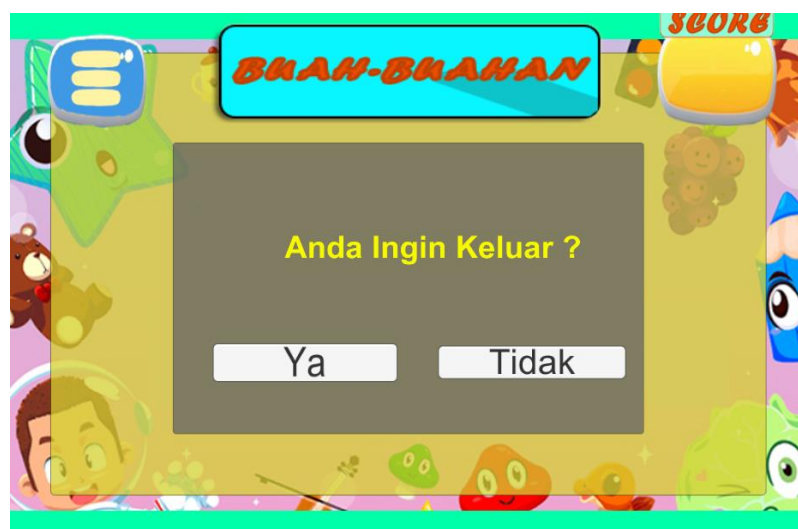 SCORE
BUAH-BUAHAN
Anda Ingin Keluar ?
Ya
Tidak